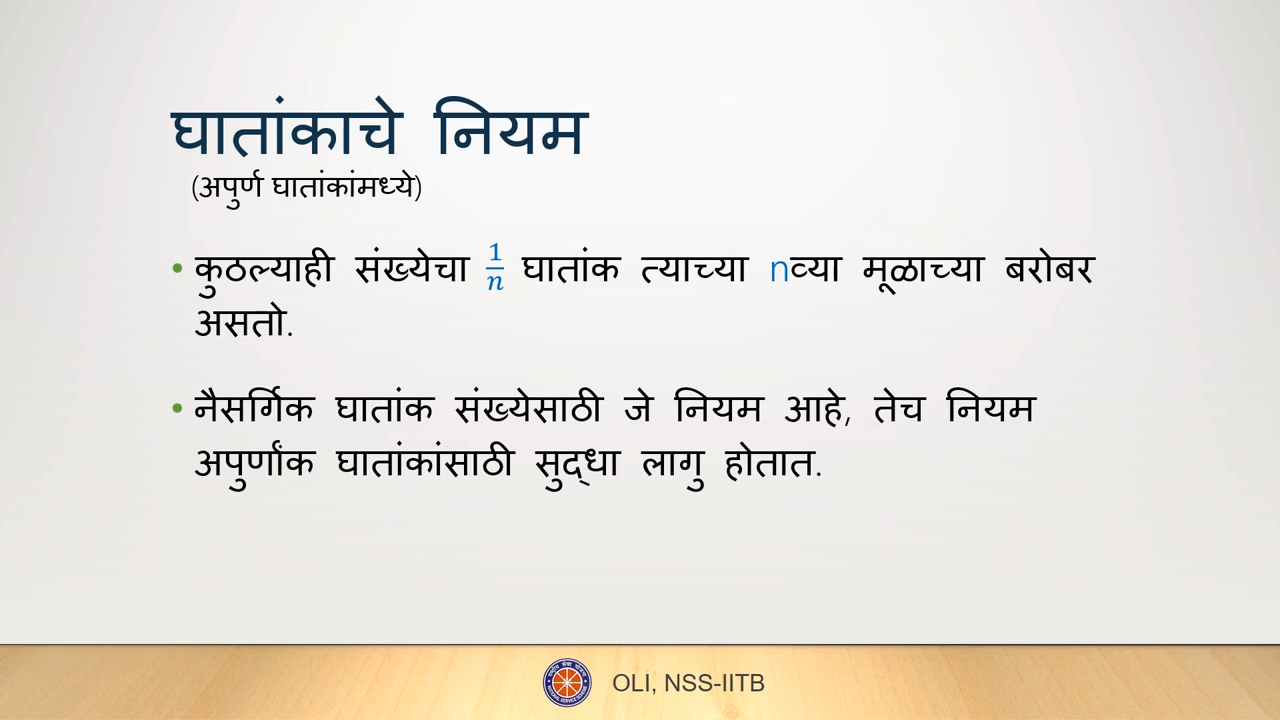 घातांकाचे नियम
(अपुर्ण घातांकांमध्ये)
• कुठल्याही संख्येचा 1/n घातांक त्याच्या nव्या मूळाच्या बरोबर
असतो.
• नैसर्गिक घातांक संख्येसाठी जे नियम आहे, तेच नियम
अपुर्णांक घातांकांसाठी सुद्धा लागु होतात.
OLI, NSS-IITB